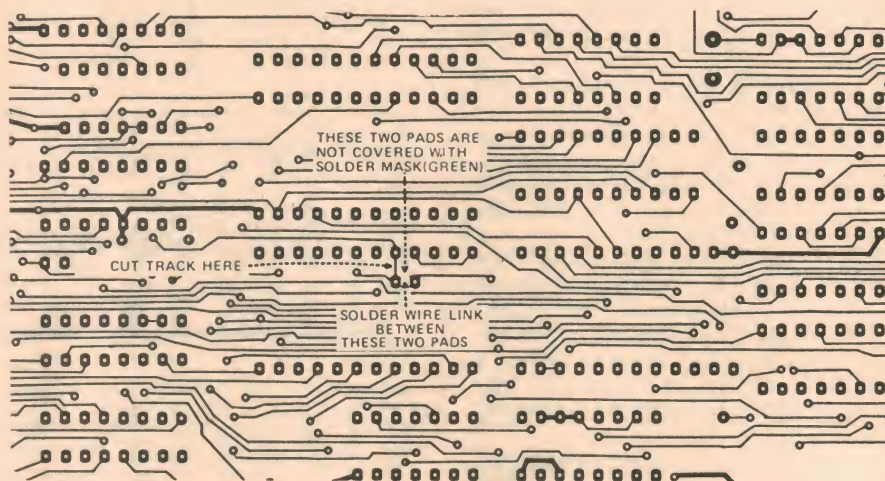 THESE TWO PADS ARE
NOT COVERED WITH
SOLDER MASK(GREEN)
CUT TRACK HERE
SOLDER WIRE LINK
BETWEEN
THESE TWO PADS